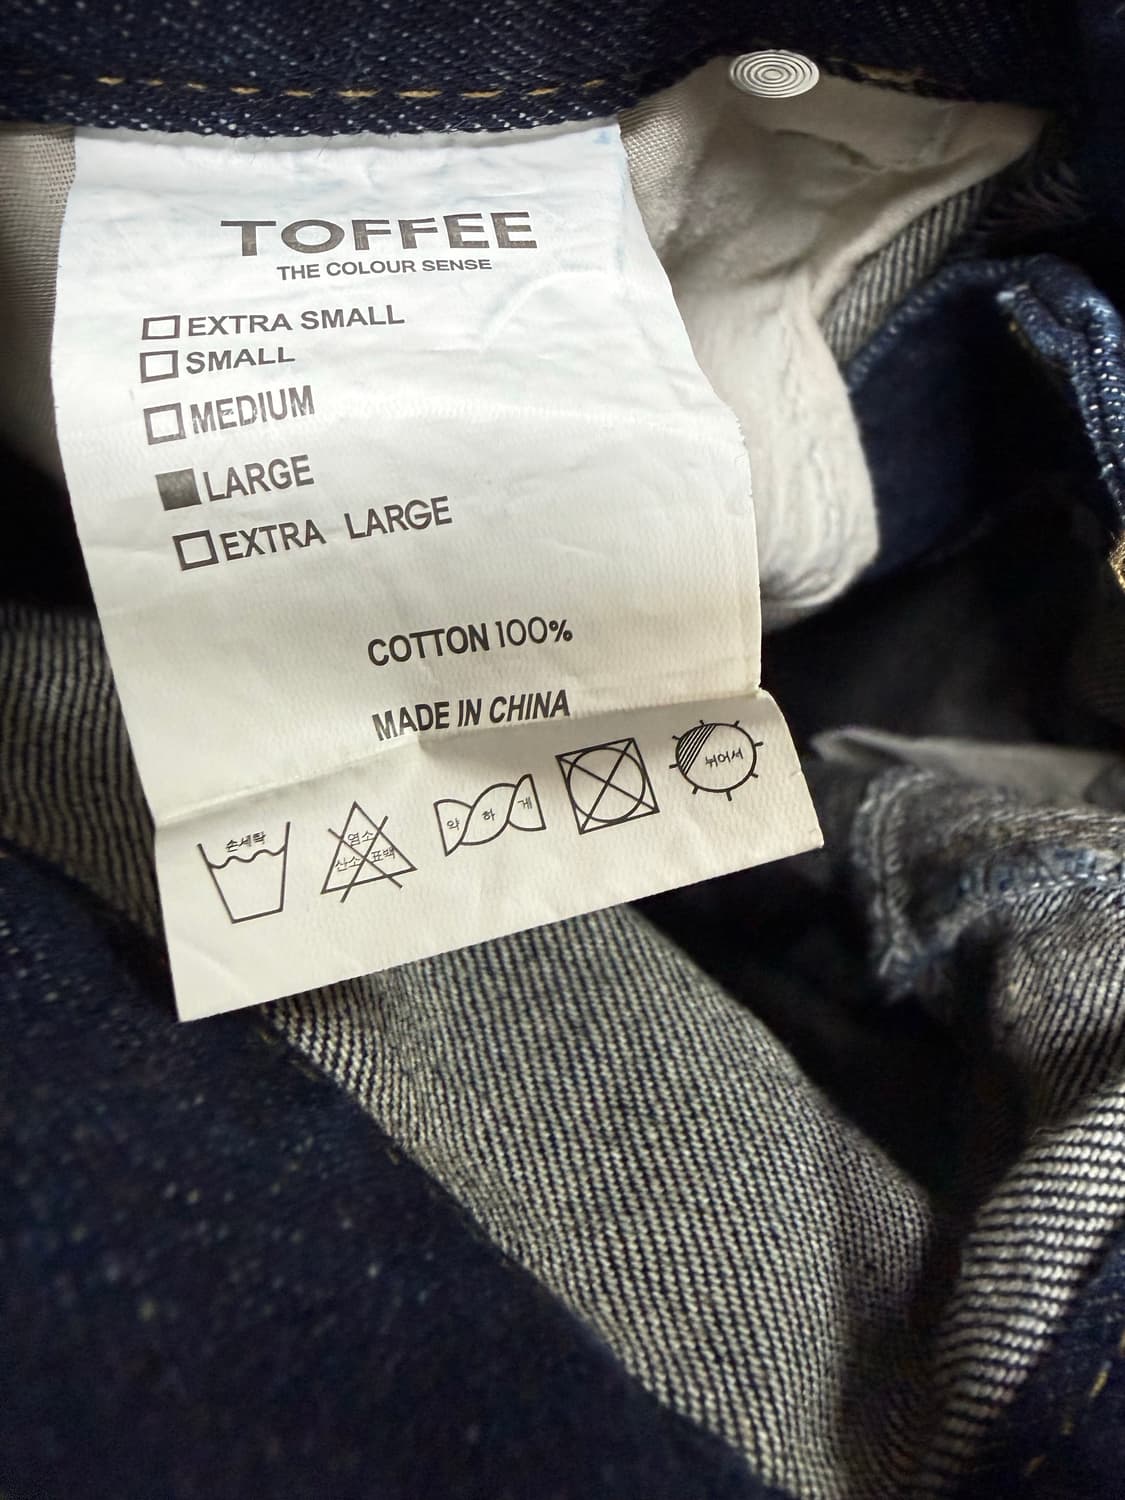 TOFFEE
THE COLOUR SENSE
EXTRA SMALL
SMALL
MEDIUM
LARGE
EXTRA LARGE
COTTON 100%
MADE IN CHINA
손세탁
염소
산소 표백
약 하 게
뉘어서